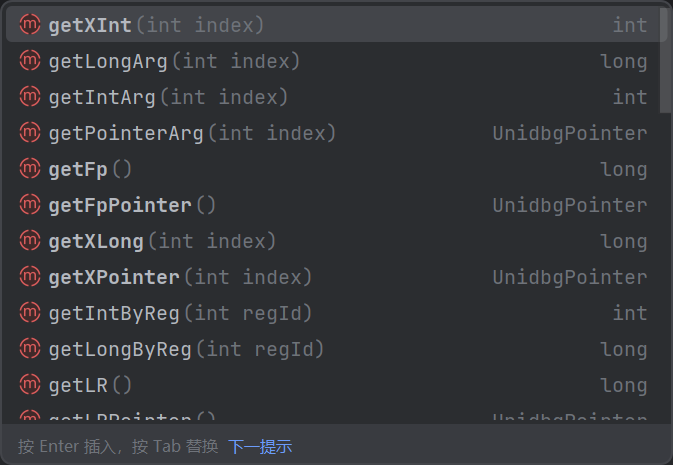 getXInt(int index) int
getLongArg(int index) long
getIntArg(int index) int
getPointerArg(int index) UnidbgPointer
getFp() long
getFpPointer() UnidbgPointer
getXLong(int index) long
getXPointer(int index) UnidbgPointer
getIntByReg(int regId) int
getLongByReg(int regId) long
getLR() long
getLRPointer() UnidbgPointer
按 Enter 插入，按 Tab 替换 下一提示